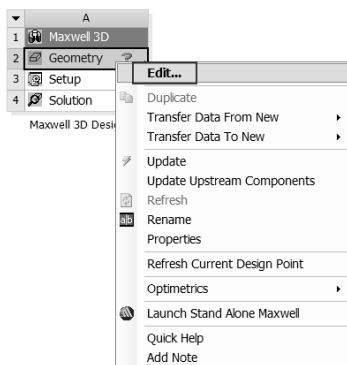 A
1 Maxwell 3D
2 Geometry ?
3 Setup
4 Solution
Maxwell 3D Desi
Edit...
Duplicate
Transfer Data From New
Transfer Data To New
Update
Update Upstream Components
Refresh
ab Rename
Properties
Refresh Current Design Point
Optimetrics
Launch Stand Alone Maxwell
Quick Help
Add Note